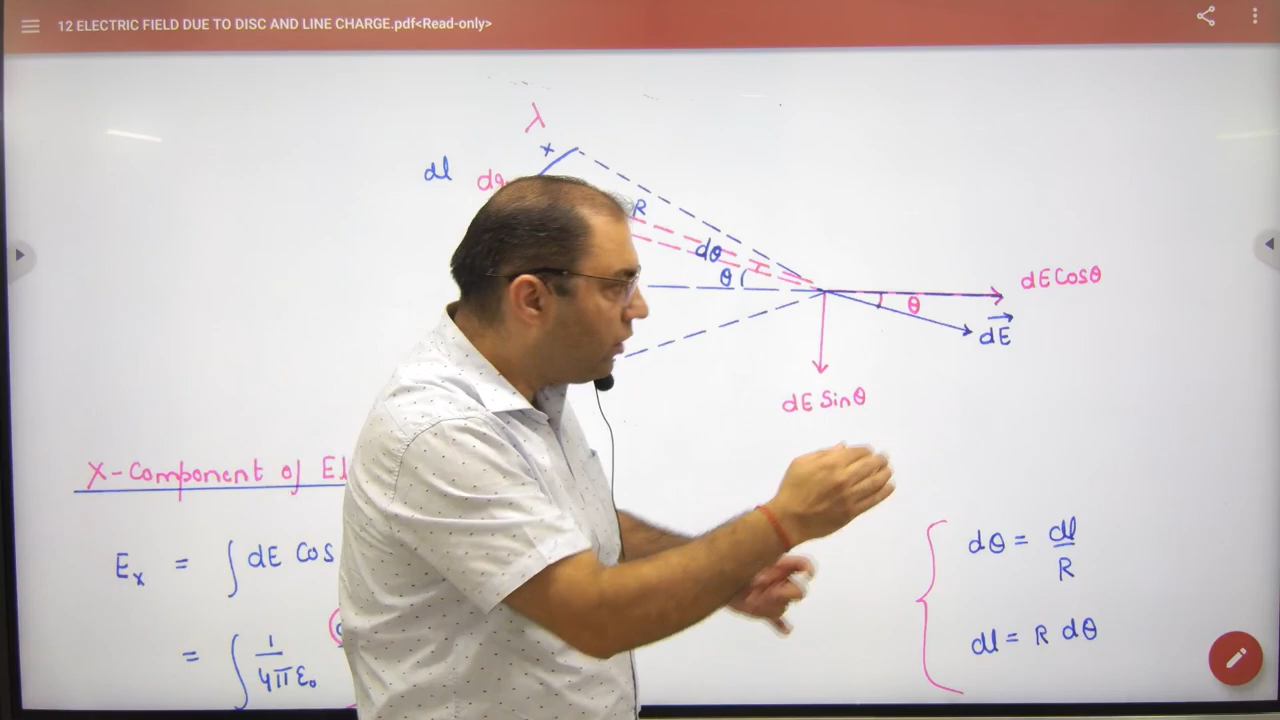 12 ELECTRIC FIELD DUE TO DISC AND LINE CHARGE.pdf<Read-only>
λ
+
dl dq
R
dθ
θ
dE Cosθ
θ
dE
dE Sinθ
X-Component of El
Ex = ∫ dE Cos
= ∫ 1/4πε₀
dθ = dl/R
dl = R dθ